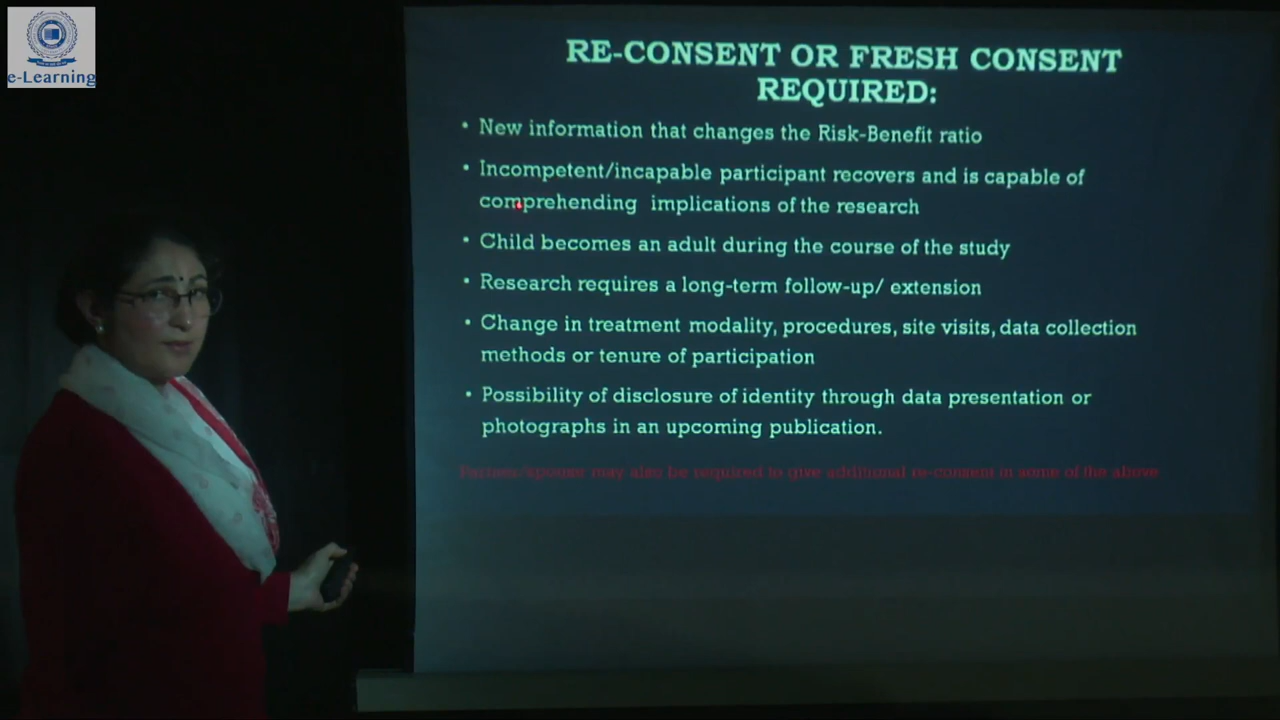 e-Learning
RE-CONSENT OR FRESH CONSENT
REQUIRED:
• New information that changes the Risk-Benefit ratio
• Incompetent/incapable participant recovers and is capable of
comprehending implications of the research
• Child becomes an adult during the course of the study
• Research requires a long-term follow-up/ extension
• Change in treatment modality, procedures, site visits, data collection
methods or tenure of participation
• Possibility of disclosure of identity through data presentation or
photographs in an upcoming publication.
Partner/spouse may also be required to give additional re-consent in some of the above